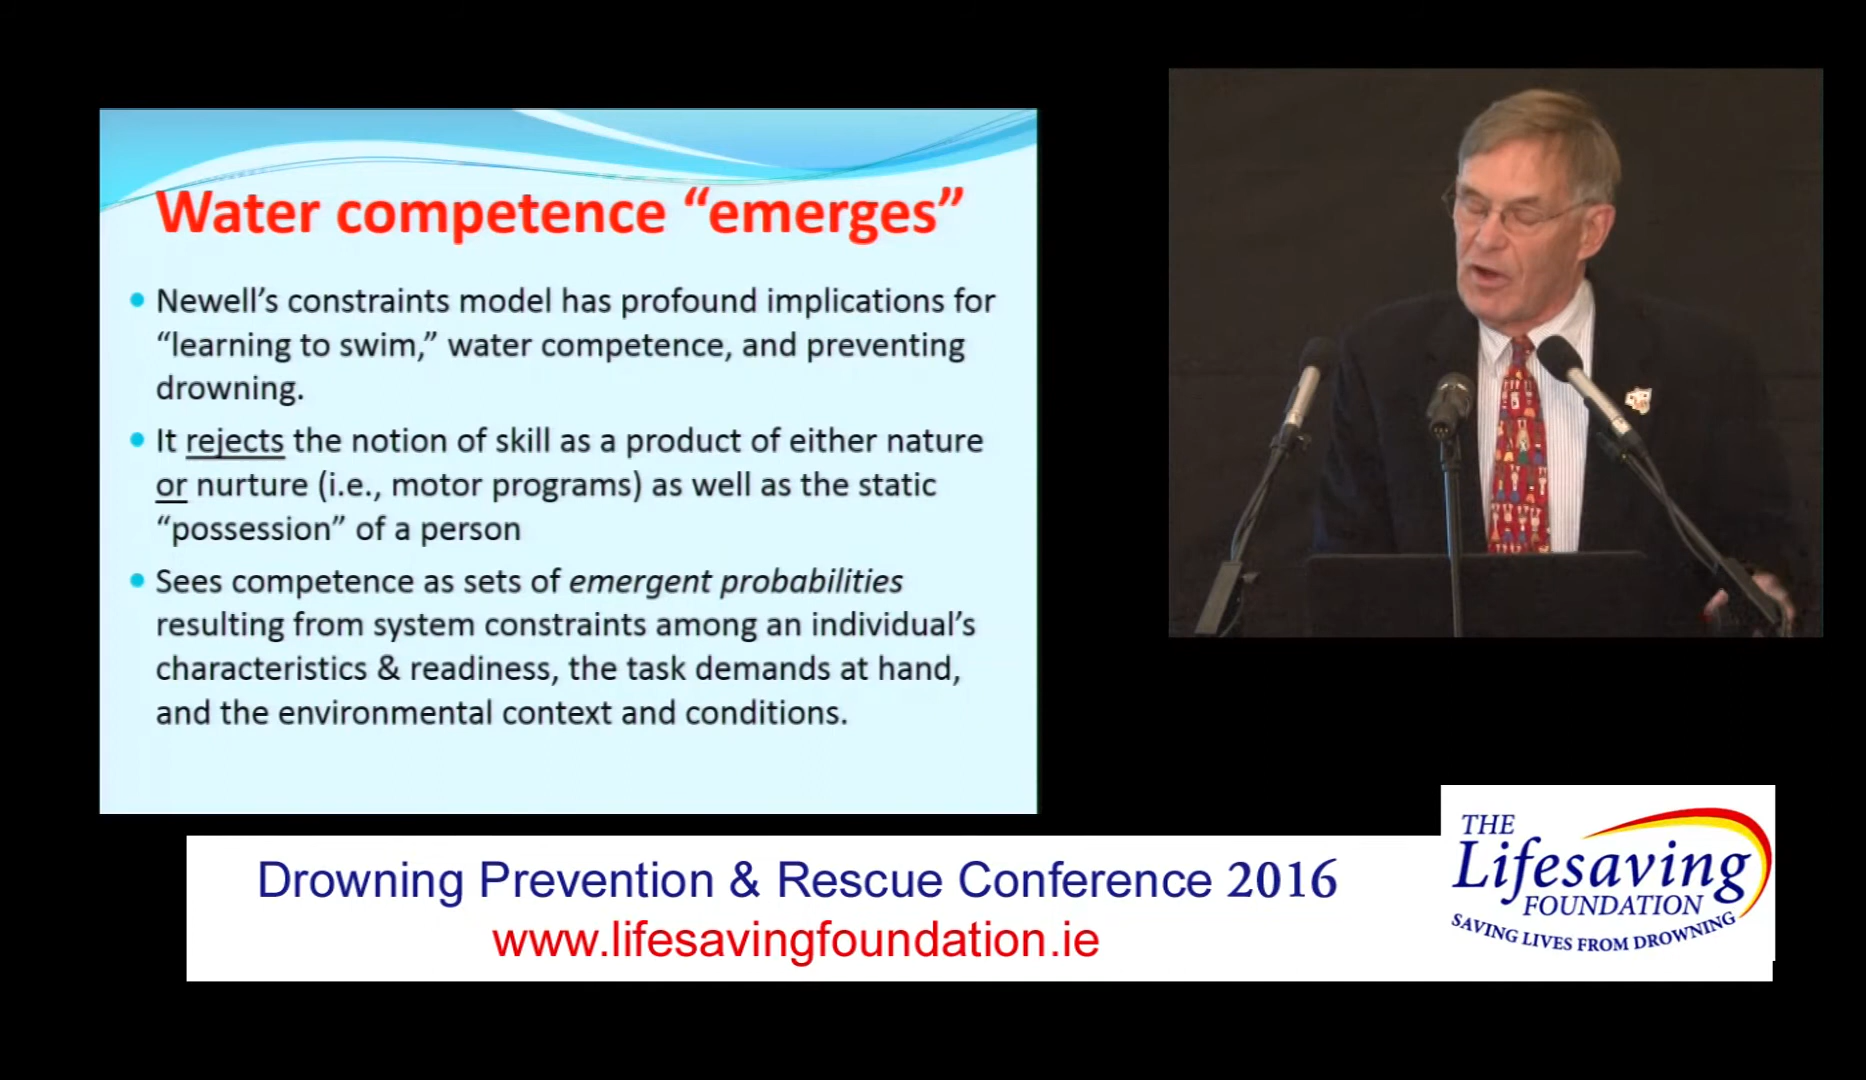 Water competence “emerges”
• Newell’s constraints model has profound implications for
“learning to swim,” water competence, and preventing
drowning.
• It rejects the notion of skill as a product of either nature
or nurture (i.e., motor programs) as well as the static
“possession” of a person
• Sees competence as sets of emergent probabilities
resulting from system constraints among an individual’s
characteristics & readiness, the task demands at hand,
and the environmental context and conditions.
Drowning Prevention & Rescue Conference 2016
www.lifesavingfoundation.ie
THE
Lifesaving
FOUNDATION
SAVING LIVES FROM DROWNING